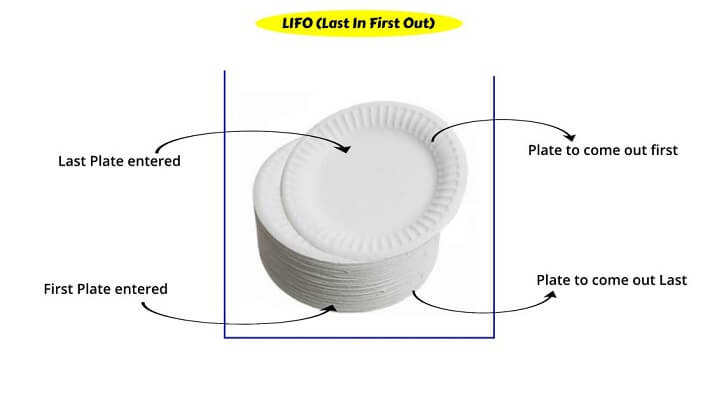 LIFO (Last In First Out)
Last Plate entered
Plate to come out first
First Plate entered
Plate to come out Last